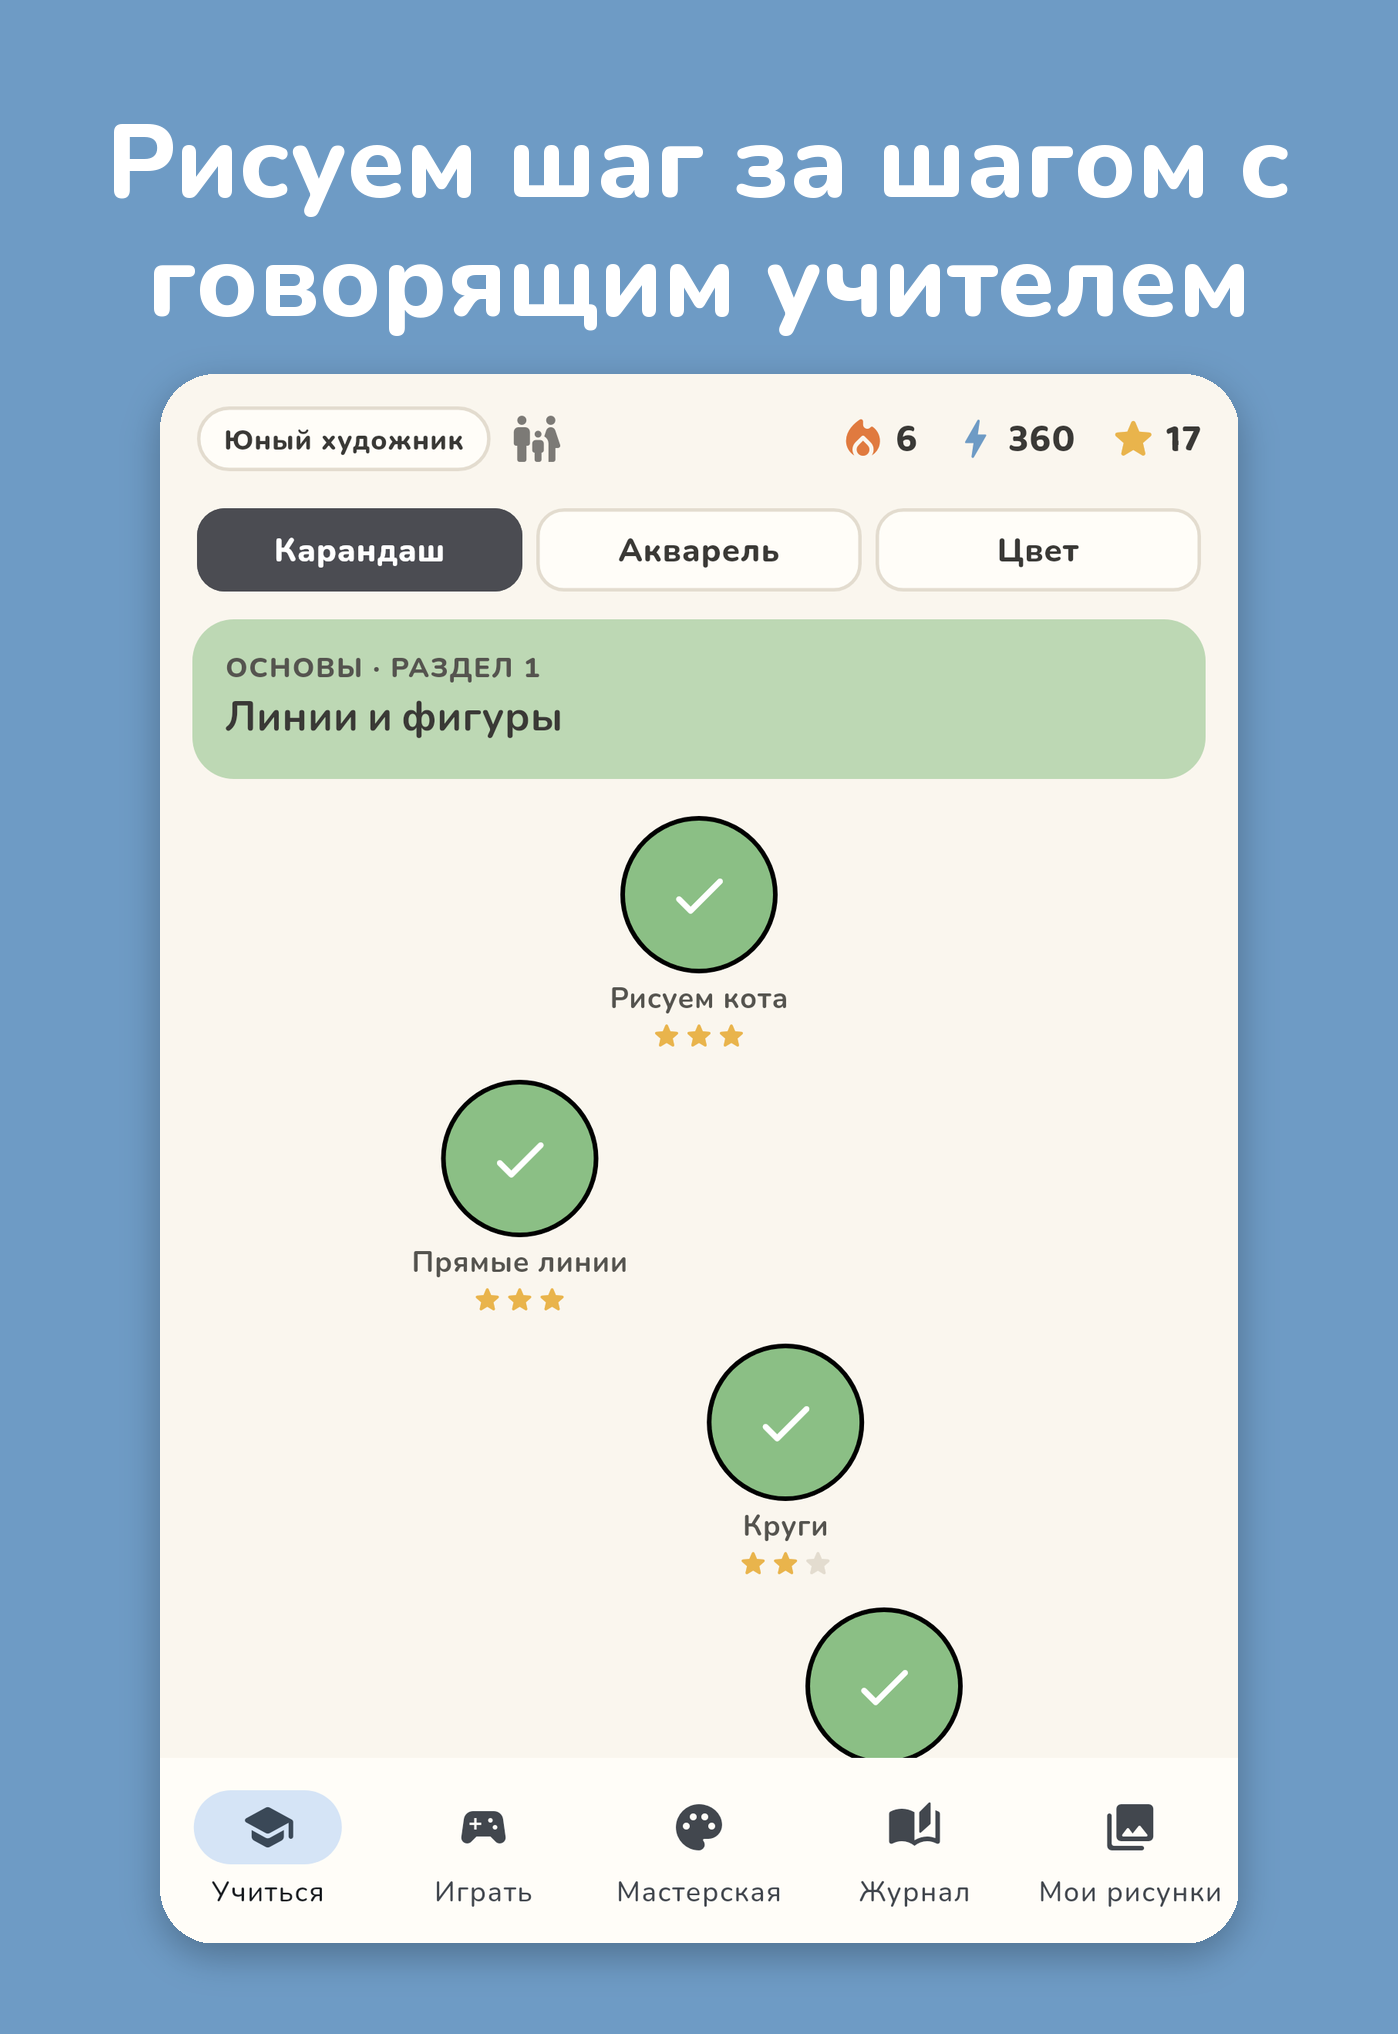 Рисуем шаг за шагом с
говорящим учителем
Юный художник
6
360
17
Карандаш
Акварель
Цвет
ОСНОВЫ · РАЗДЕЛ 1
Линии и фигуры
Рисуем кота
Прямые линии
Круги
Учиться
Играть
Мастерская
Журнал
Мои рисунки